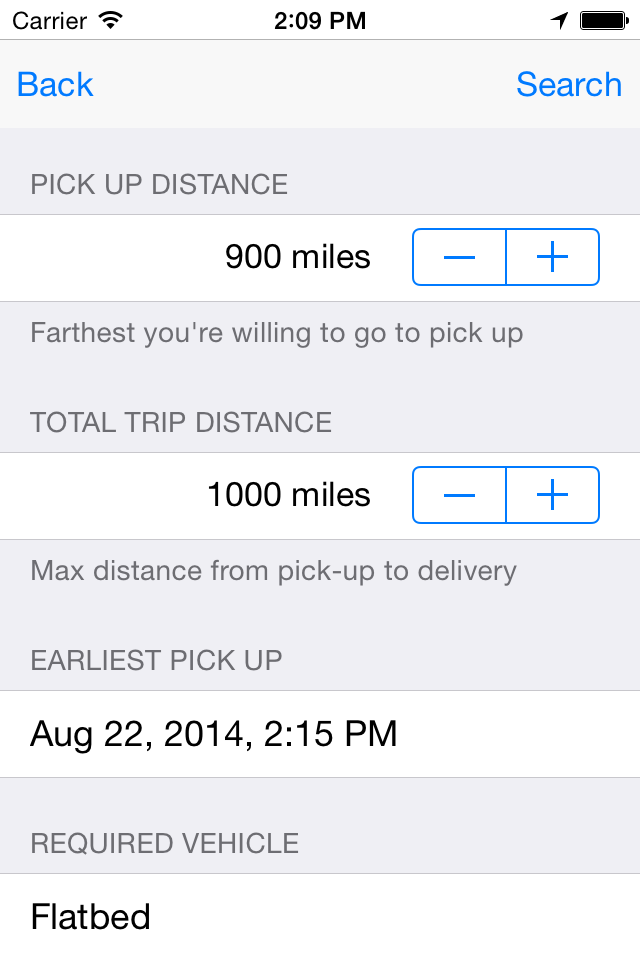 Carrier 2:09 PM
Back Search
PICK UP DISTANCE
900 miles
Farthest you're willing to go to pick up
TOTAL TRIP DISTANCE
1000 miles
Max distance from pick-up to delivery
EARLIEST PICK UP
Aug 22, 2014, 2:15 PM
REQUIRED VEHICLE
Flatbed